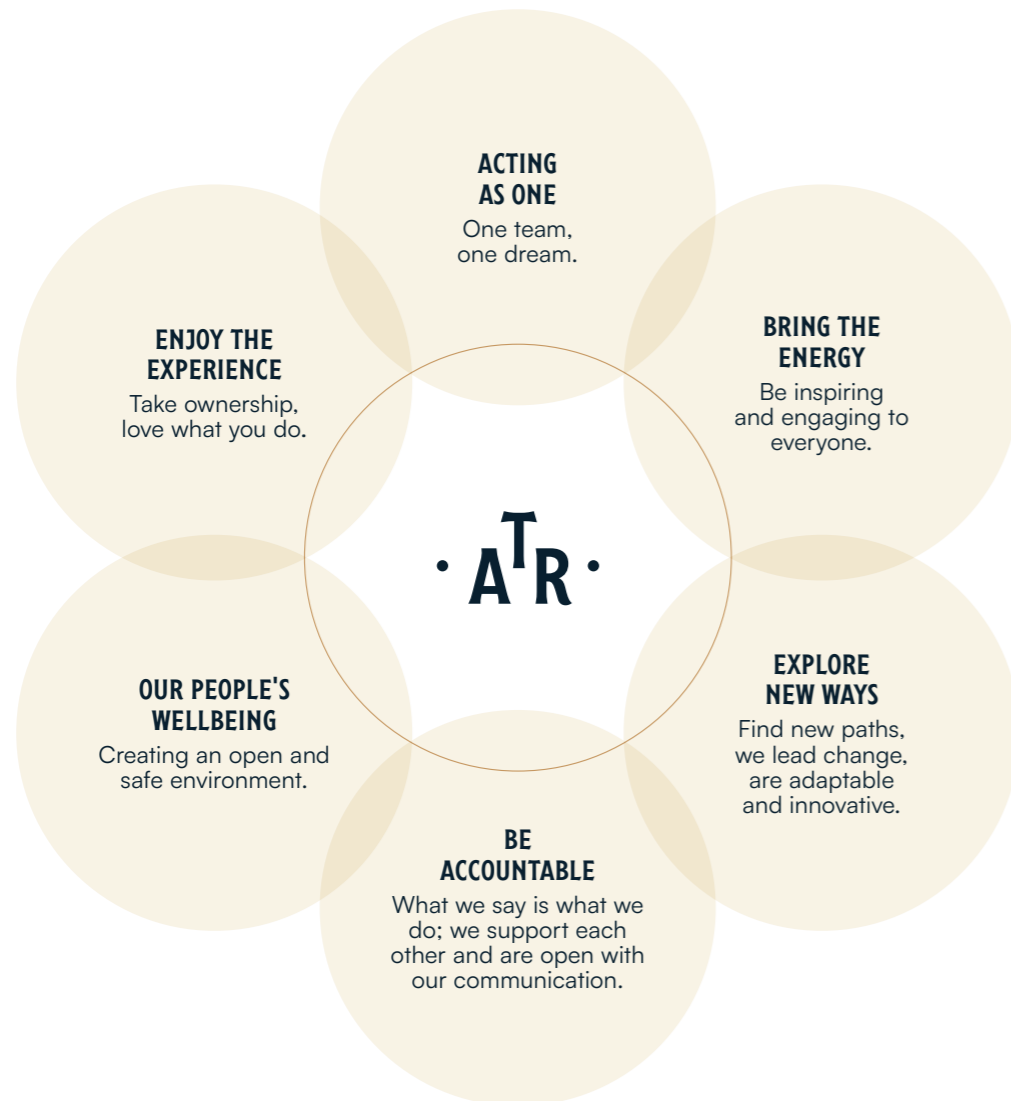 ACTING
AS ONE
One team,
one dream.
BRING THE
ENERGY
Be inspiring
and engaging to
everyone.
EXPLORE
NEW WAYS
Find new paths,
we lead change,
are adaptable
and innovative.
BE
ACCOUNTABLE
What we say is what we
do; we support each
other and are open with
our communication.
OUR PEOPLE'S
WELLBEING
Creating an open and
safe environment.
ENJOY THE
EXPERIENCE
Take ownership,
love what you do.
· ATR ·